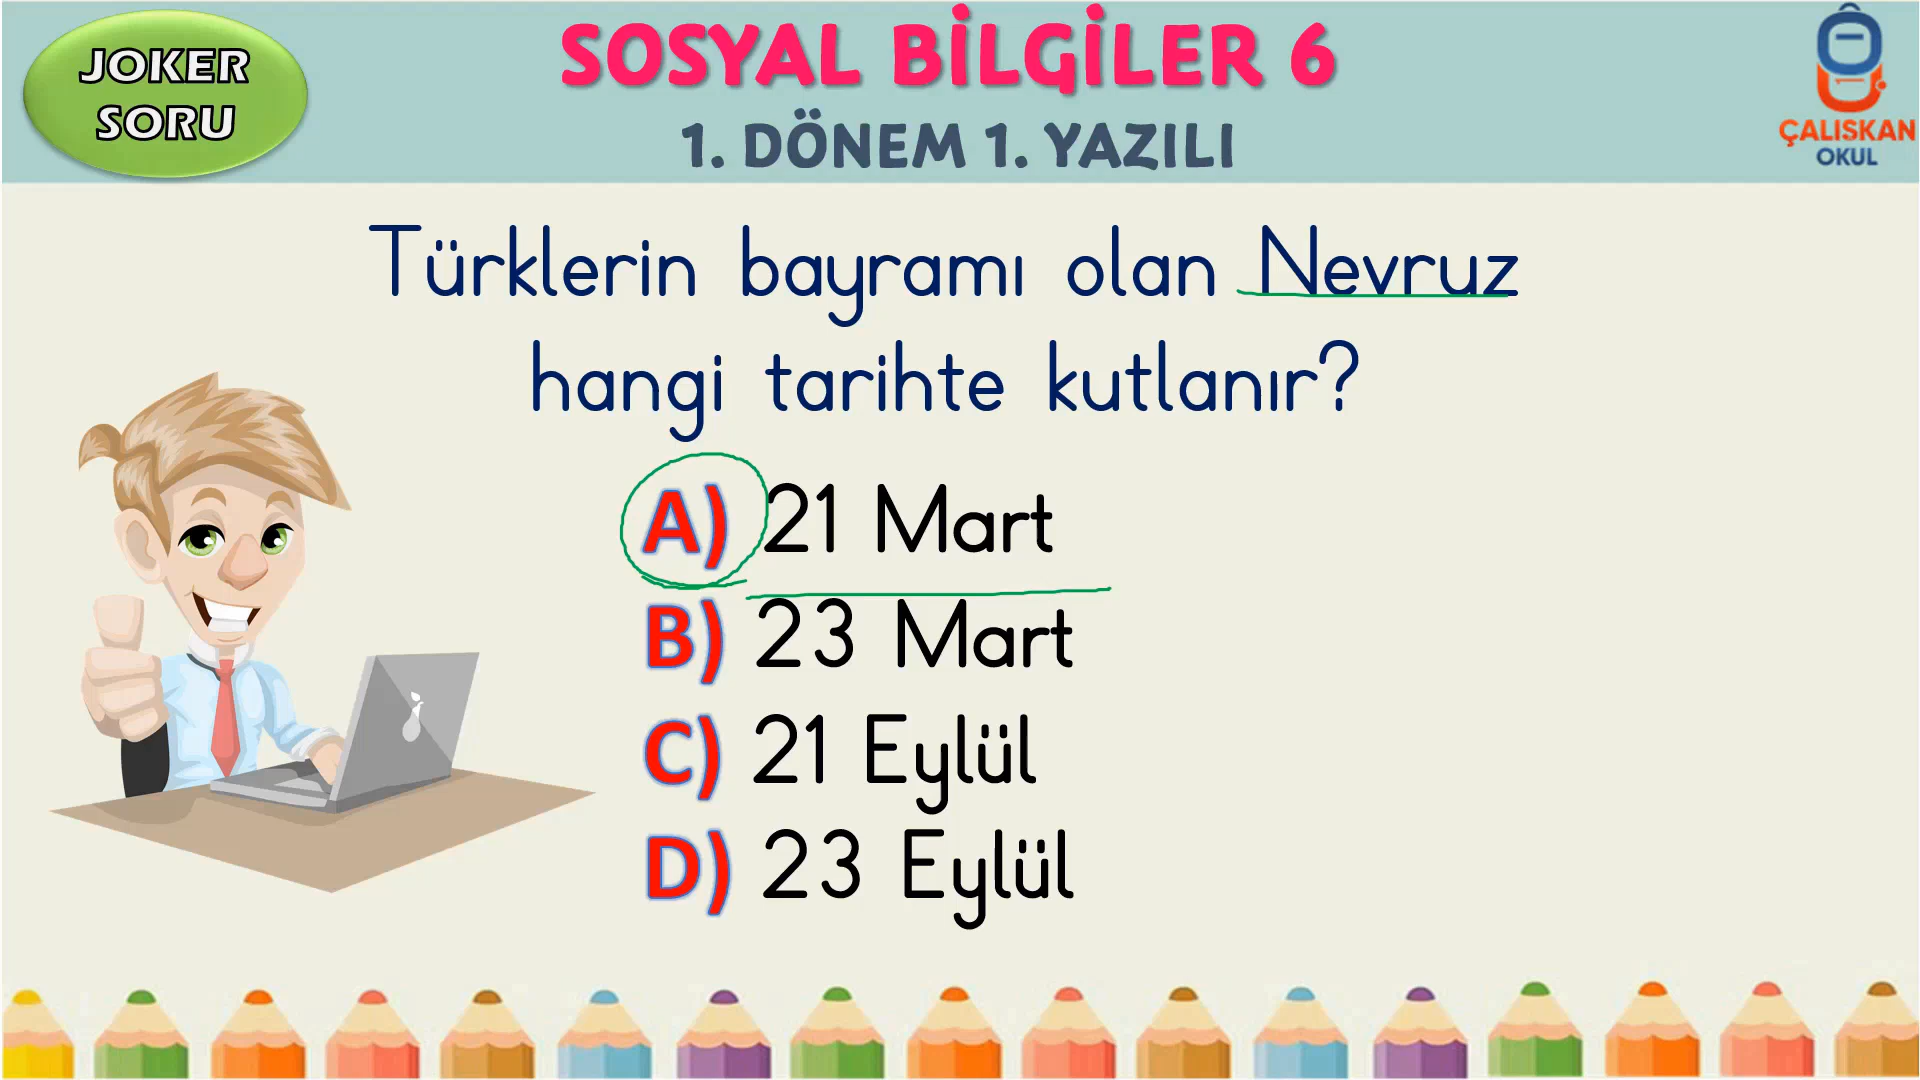 JOKER
SORU
SOSYAL BİLGİLER 6
1. DÖNEM 1. YAZILI
ÇALIŞKAN
OKUL
Türklerin bayramı olan Nevruz
hangi tarihte kutlanır?
A) 21 Mart
B) 23 Mart
C) 21 Eylül
D) 23 Eylül